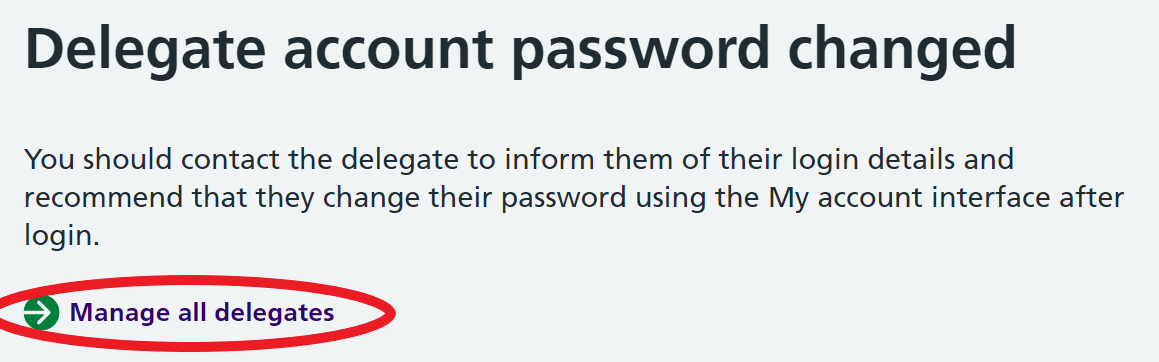 Delegate account password changed
You should contact the delegate to inform them of their login details and
recommend that they change their password using the My account interface after
login.
Manage all delegates